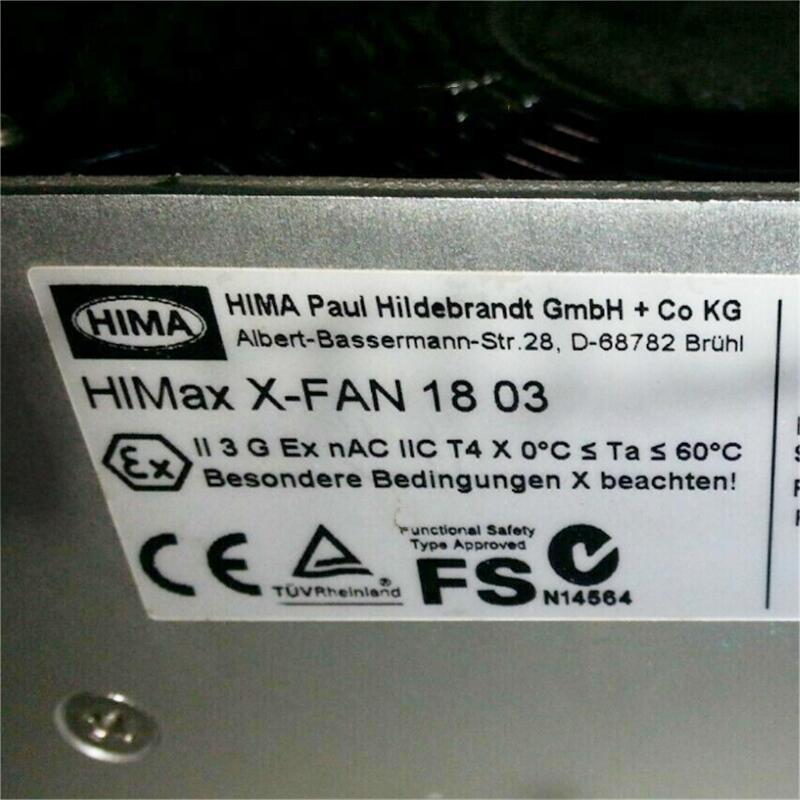 HIMA
HIMA Paul Hildebrandt GmbH + Co KG
Albert-Bassermann-Str.28, D-68782 Brühl
HIMax X-FAN 18 03
Ex II 3 G Ex nAC IIC T4 X 0°C ≤ Ta ≤ 60°C
Besondere Bedingungen X beachten!
CE
TÜVRheinland®
Functional Safety
Type Approved
FS
N14564